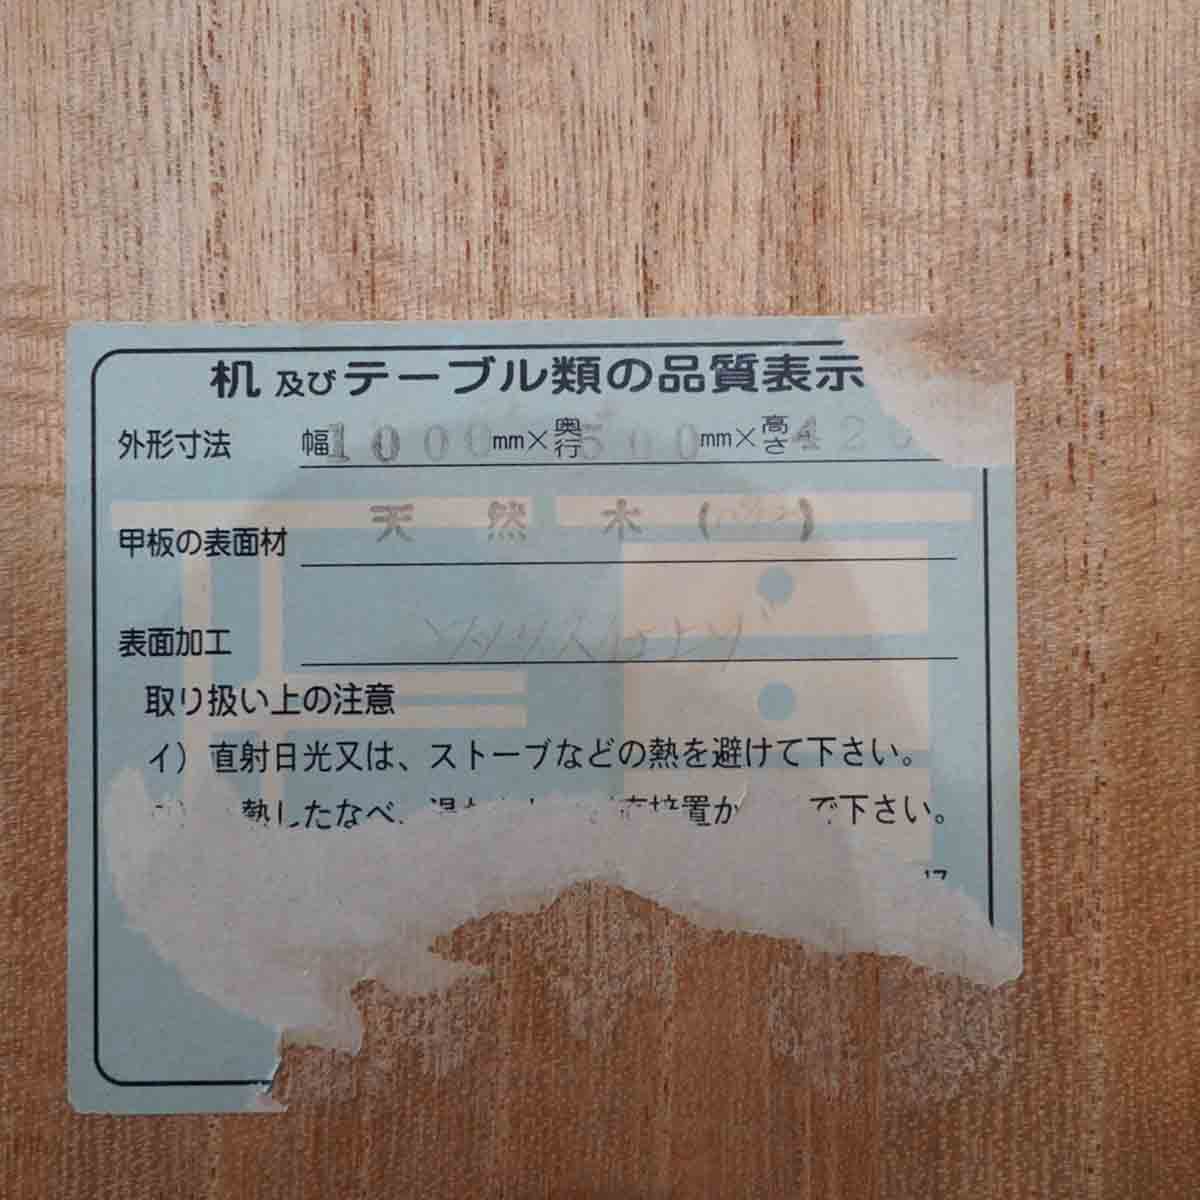 机及びテーブル類の品質表示
外形寸法 幅1000mm×奥行500mm×高さ42
甲板の表面材 天然木( )
表面加工
取り扱い上の注意
イ)直射日光又は、ストーブなどの熱を避けて下さい。
熱したなべ、 直接置か で下さい。